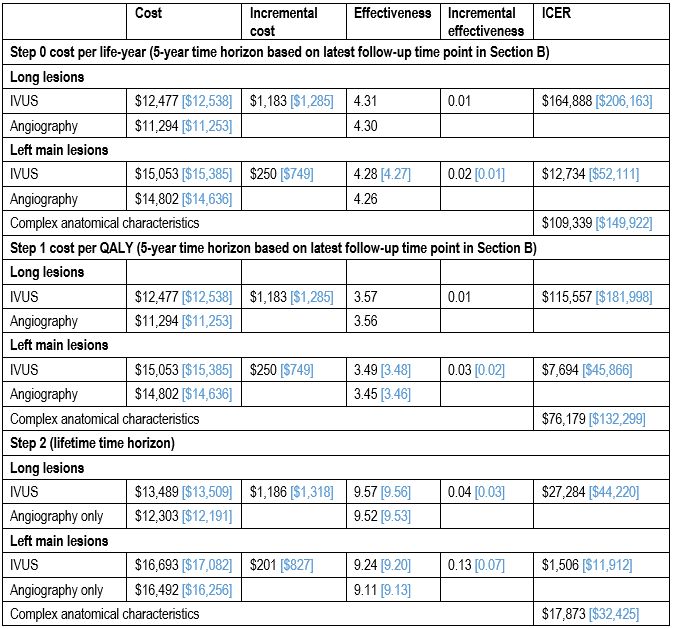 Cost Incremental cost Effectiveness Incremental effectiveness ICER
Step 0 cost per life-year (5-year time horizon based on latest follow-up time point in Section B)
Long lesions
IVUS $12,477 [$12,538] $1,183 [$1,285] 4.31 0.01 $164,888 [$206,163]
Angiography $11,294 [$11,253] 4.30
Left main lesions
IVUS $15,053 [$15,385] $250 [$749] 4.28 [4.27] 0.02 [0.01] $12,734 [$52,111]
Angiography $14,802 [$14,636] 4.26
Complex anatomical characteristics $109,339 [$149,922]
Step 1 cost per QALY (5-year time horizon based on latest follow-up time point in Section B)
Long lesions
IVUS $12,477 [$12,538] $1,183 [$1,285] 3.57 0.01 $115,557 [$181,998]
Angiography $11,294 [$11,253] 3.56
Left main lesions
IVUS $15,053 [$15,385] $250 [$749] 3.49 [3.48] 0.03 [0.02] $7,694 [$45,866]
Angiography $14,802 [$14,636] 3.45 [3.46]
Complex anatomical characteristics $76,179 [$132,299]
Step 2 (lifetime time horizon)
Long lesions
IVUS $13,489 [$13,509] $1,186 [$1,318] 9.57 [9.56] 0.04 [0.03] $27,284 [$44,220]
Angiography only $12,303 [$12,191] 9.52 [9.53]
Left main lesions
IVUS $16,693 [$17,082] $201 [$827] 9.24 [9.20] 0.13 [0.07] $1,506 [$11,912]
Angiography only $16,492 [$16,256] 9.11 [9.13]
Complex anatomical characteristics $17,873 [$32,425]